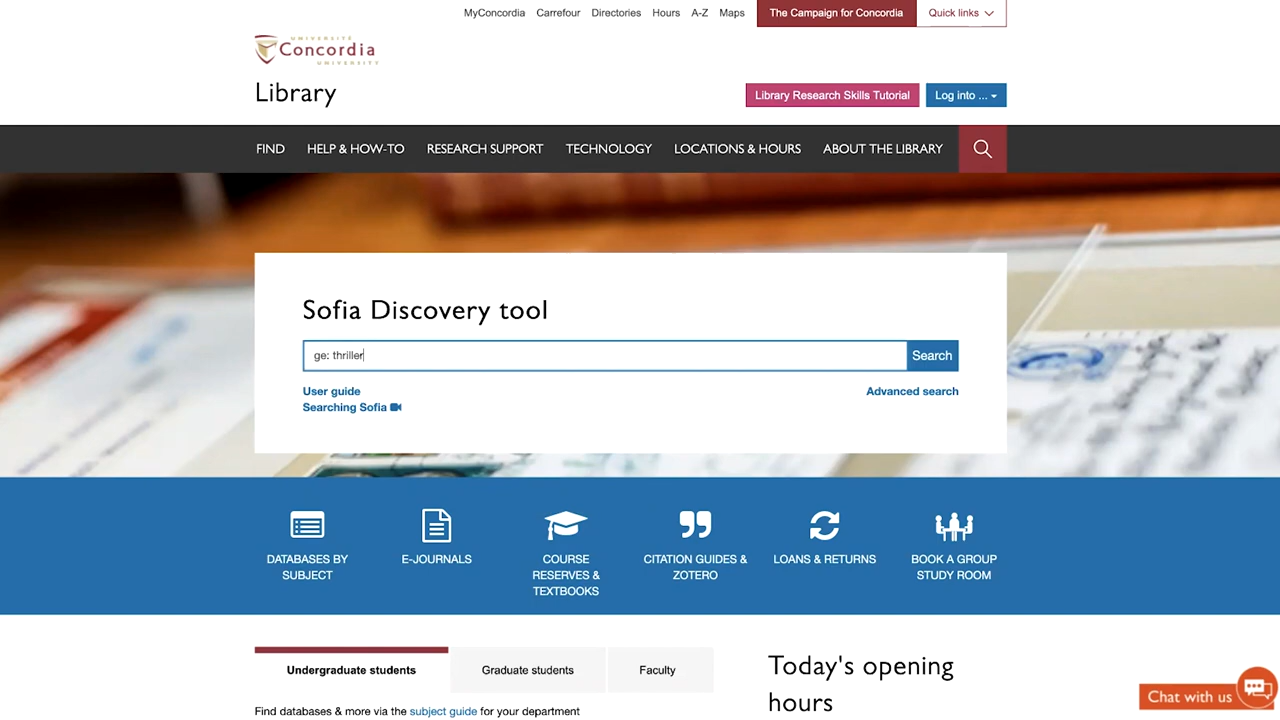 MyConcordia Carrefour Directories Hours A-Z Maps The Campaign for Concordia Quick links
UNIVERSITÉ
Concordia
UNIVERSITY
Library
Library Research Skills Tutorial Log into ...
FIND HELP & HOW-TO RESEARCH SUPPORT TECHNOLOGY LOCATIONS & HOURS ABOUT THE LIBRARY
Sofia Discovery tool
ge: thriller Search
User guide Advanced search
Searching Sofia
DATABASES BY
SUBJECT
E-JOURNALS
COURSE
RESERVES &
TEXTBOOKS
CITATION GUIDES &
ZOTERO
LOANS & RETURNS
BOOK A GROUP
STUDY ROOM
Undergraduate students Graduate students Faculty
Find databases & more via the subject guide for your department
Today's opening
hours
Chat with us